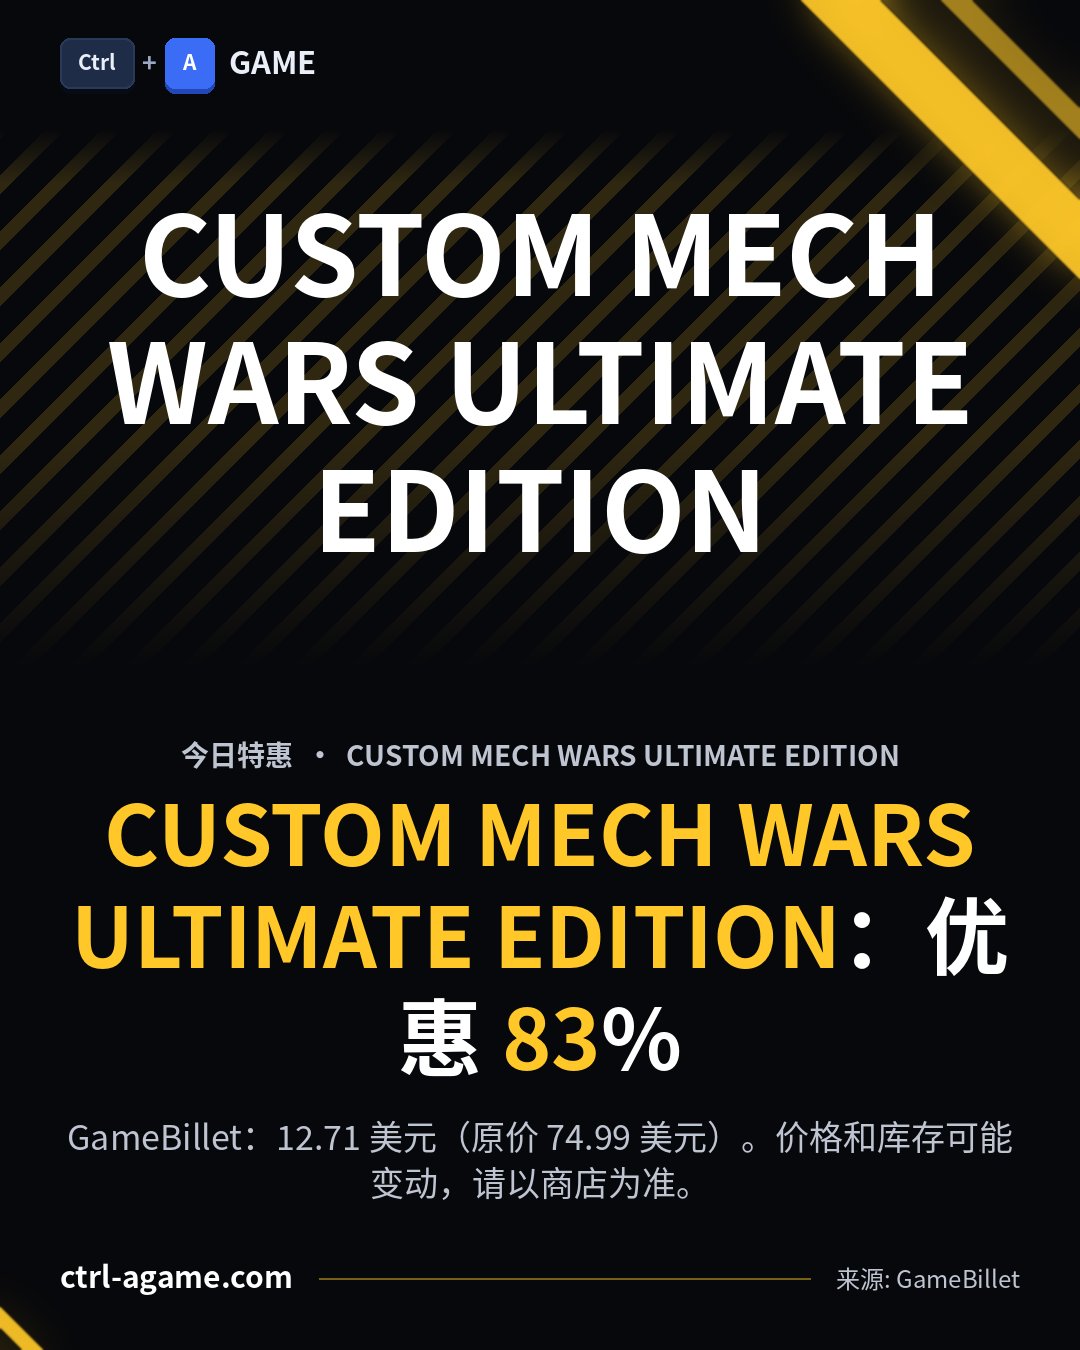 Ctrl + A GAME
CUSTOM MECH
WARS ULTIMATE
EDITION
今日特惠 · CUSTOM MECH WARS ULTIMATE EDITION
CUSTOM MECH WARS
ULTIMATE EDITION：优
惠 83%
GameBillet：12.71 美元（原价 74.99 美元）。价格和库存可能
变动，请以商店为准。
ctrl-agame.com
来源: GameBillet